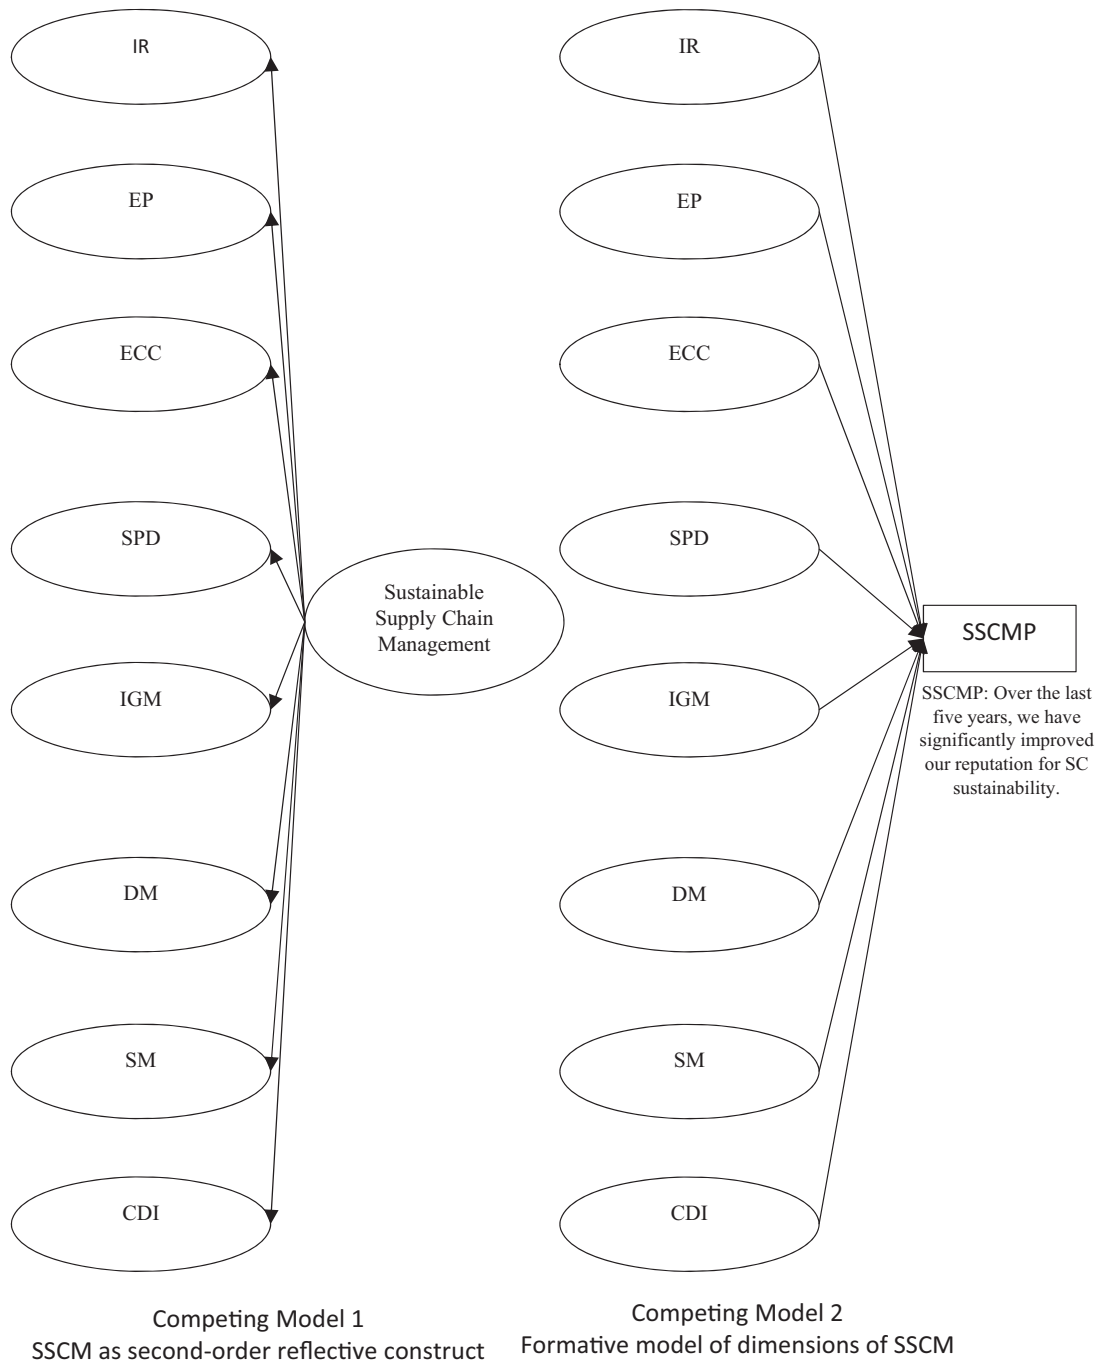 IR
EP
ECC
SPD
IGM
DM
SM
CDI
Sustainable
Supply Chain
Management
Competing Model 1
SSCM as second-order reflective construct
IR
EP
ECC
SPD
IGM
DM
SM
CDI
SSCMP
SSCMP: Over the last
five years, we have
significantly improved
our reputation for SC
sustainability.
Competing Model 2
Formative model of dimensions of SSCM